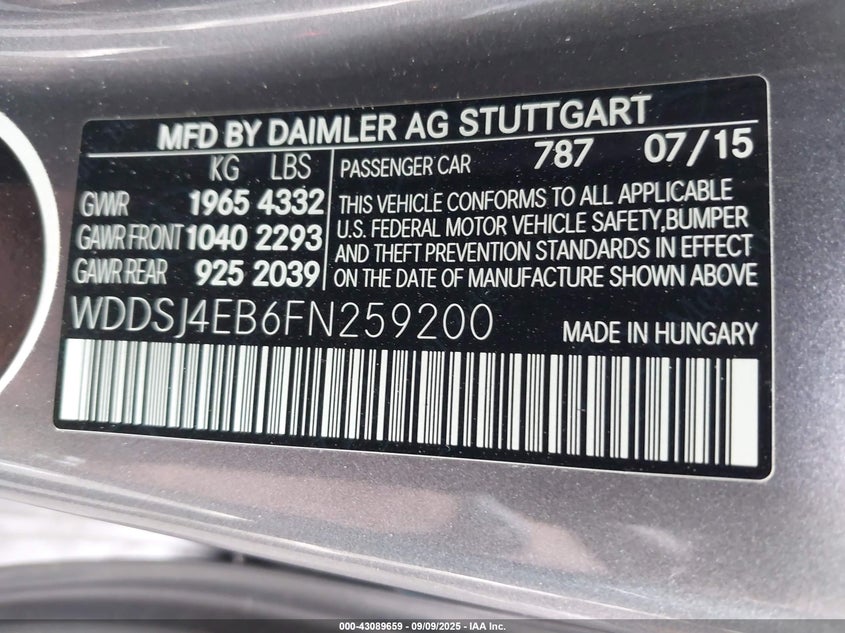 MFD BY DAIMLER AG STUTTGART
KG LBS
GVWR 1965 4332
GAWR FRONT 1040 2293
GAWR REAR 925 2039
PASSENGER CAR 787 07/15
THIS VEHICLE CONFORMS TO ALL APPLICABLE
U.S. FEDERAL MOTOR VEHICLE SAFETY,BUMPER
AND THEFT PREVENTION STANDARDS IN EFFECT
ON THE DATE OF MANUFACTURE SHOWN ABOVE
WDDSJ4EB6FN259200
MADE IN HUNGARY
000-43089659 - 09/09/2025 - IAA Inc.